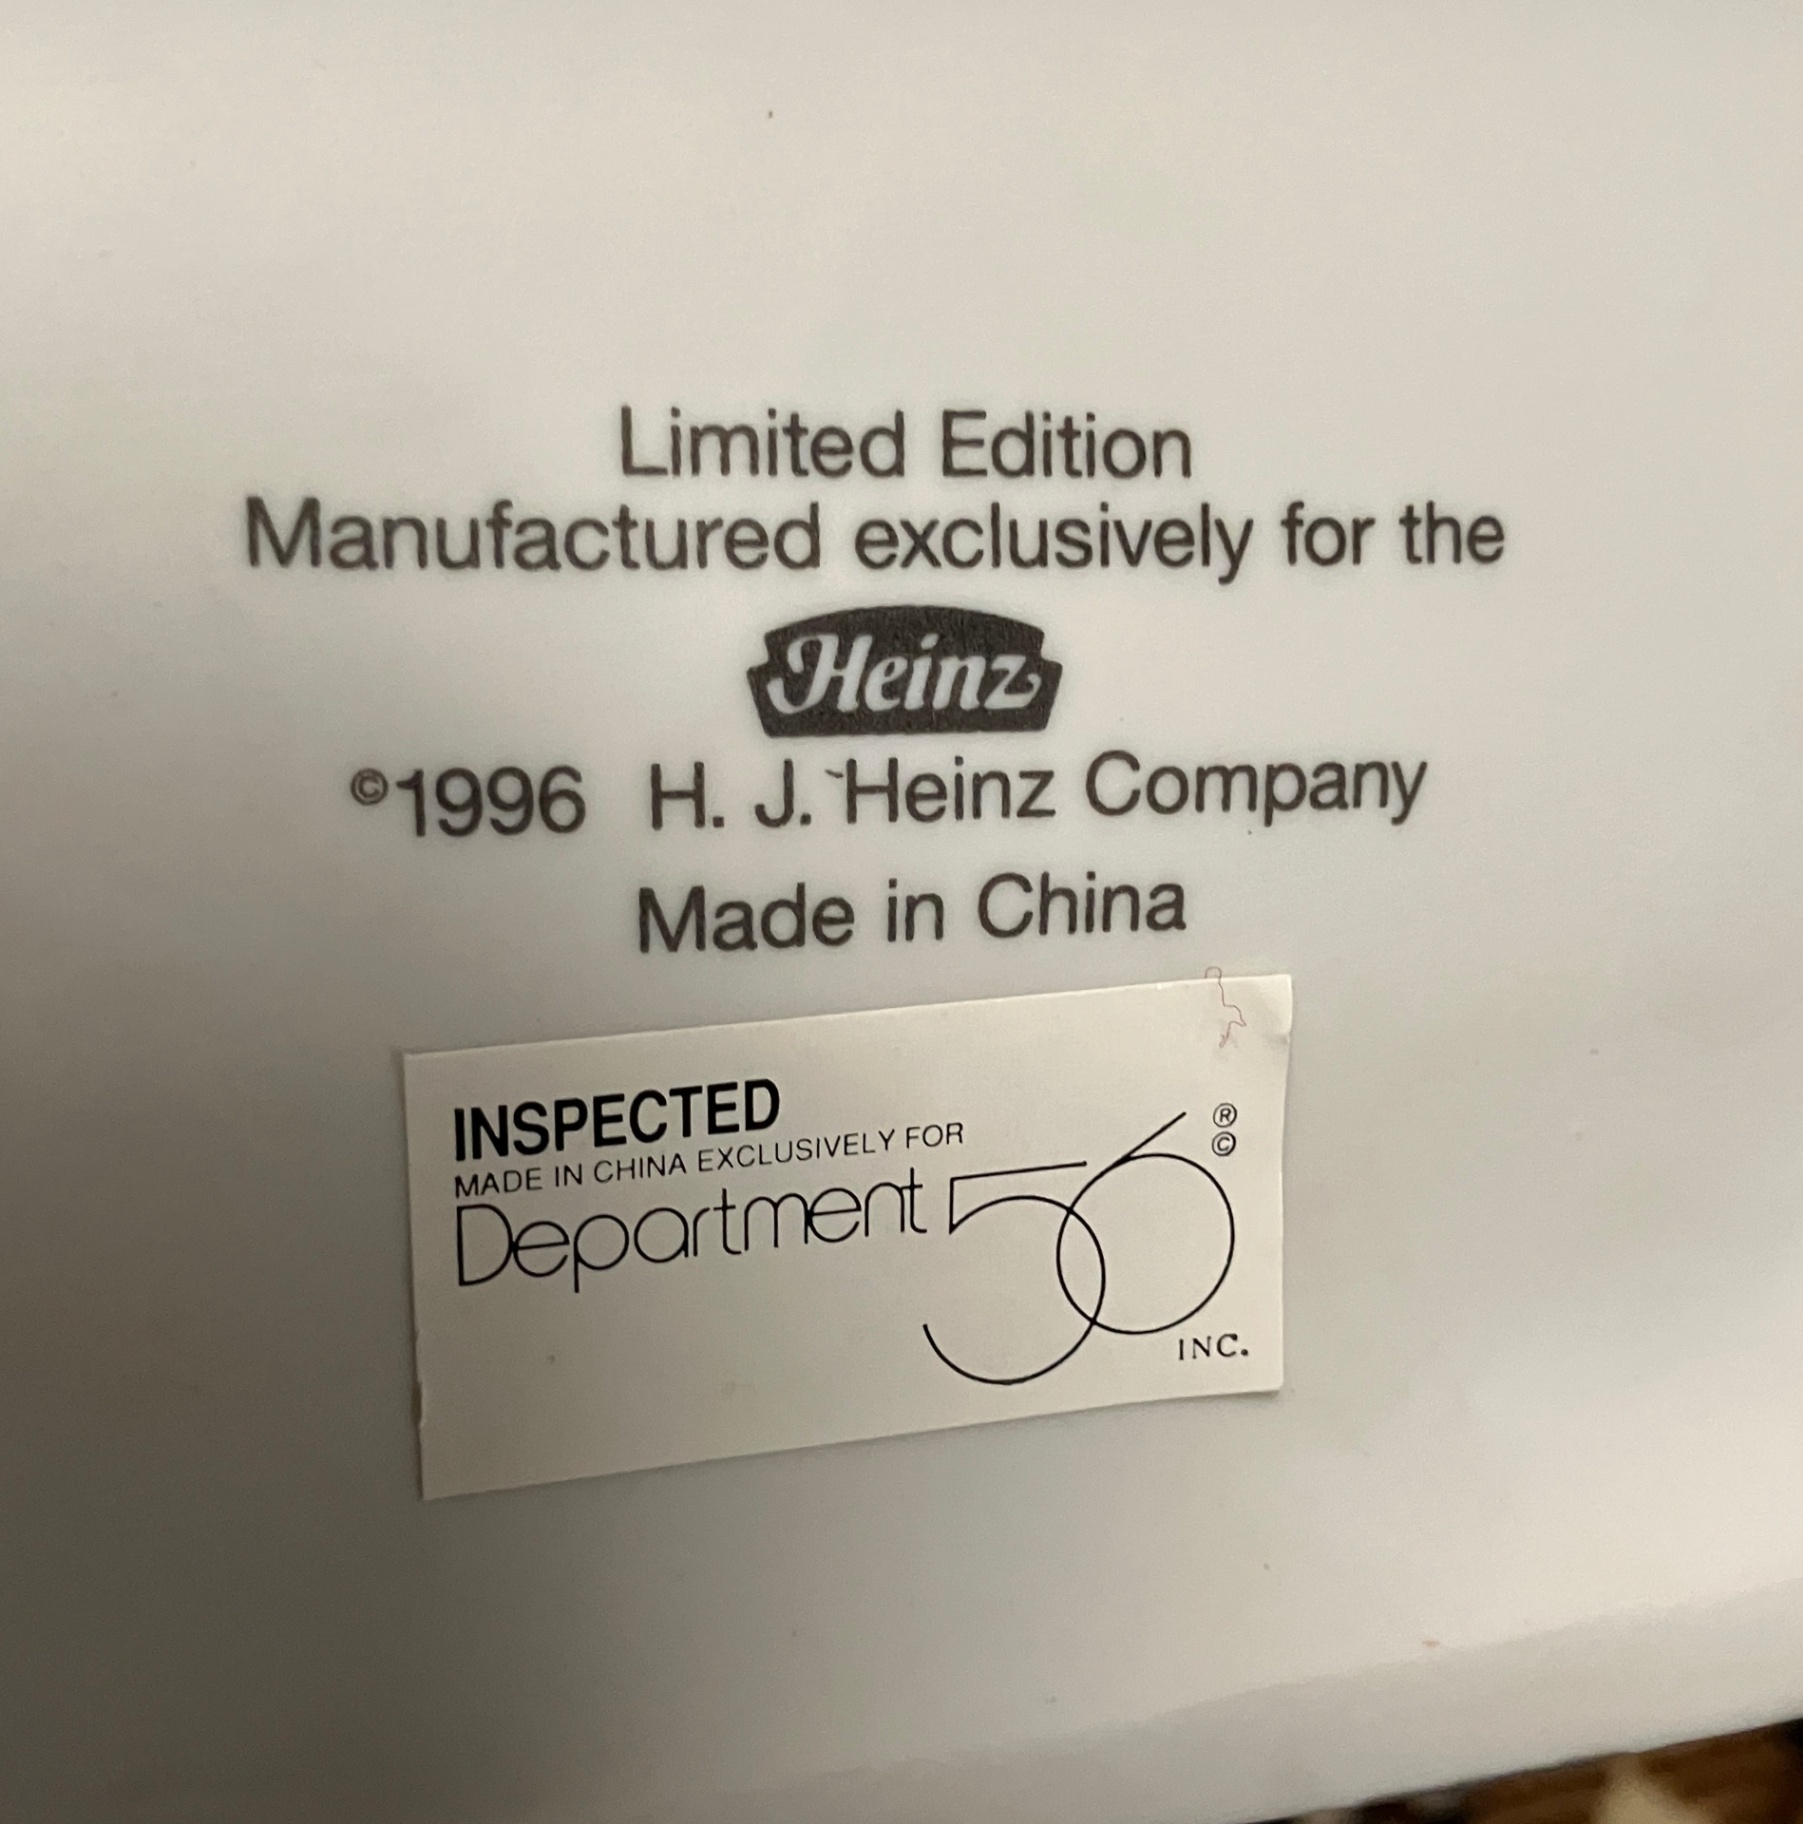 Limited Edition
Manufactured exclusively for the
Heinz
©1996 H. J. Heinz Company
Made in China
INSPECTED
MADE IN CHINA EXCLUSIVELY FOR
Department 56 ®
©
INC.